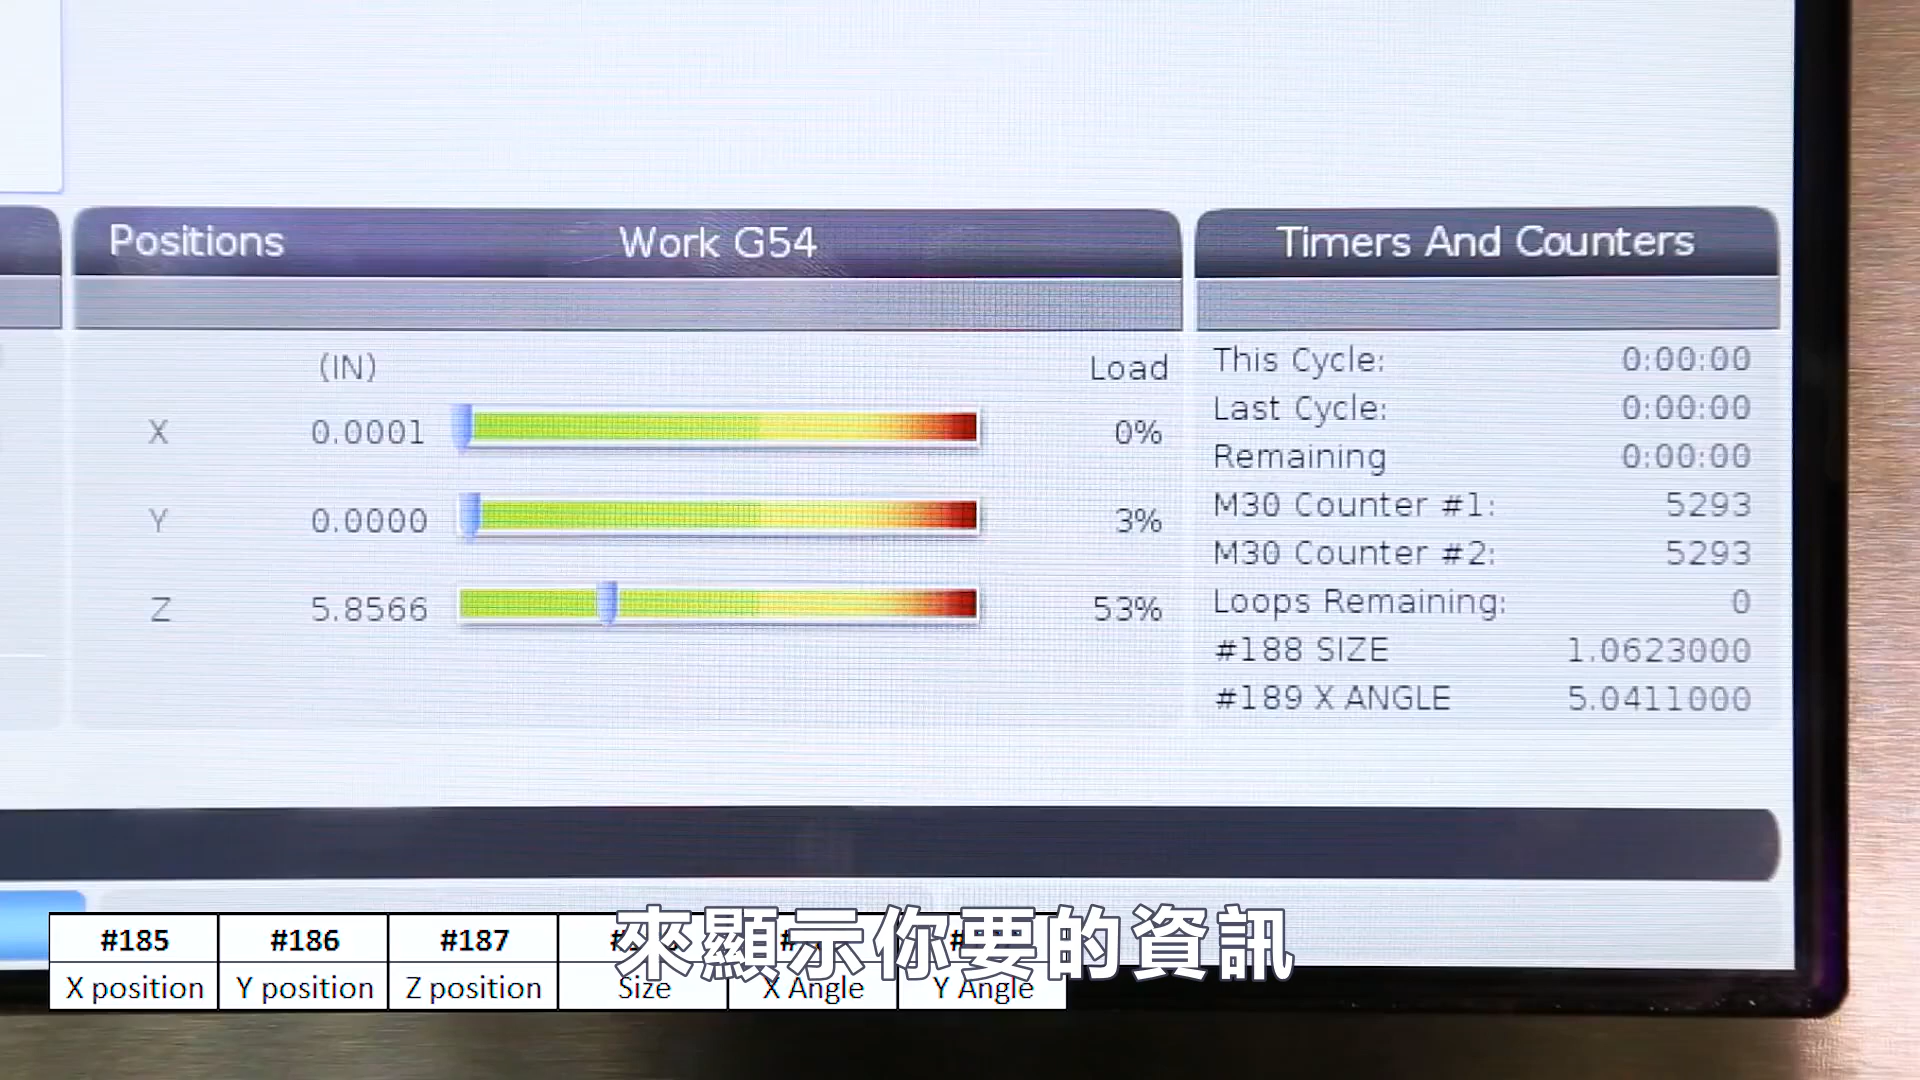 Positions Work G54
(IN) Load
X 0.0001 0%
Y 0.0000 3%
Z 5.8566 53%
Timers And Counters
This Cycle: 0:00:00
Last Cycle: 0:00:00
Remaining 0:00:00
M30 Counter #1: 5293
M30 Counter #2: 5293
Loops Remaining: 0
#188 SIZE 1.0623000
#189 X ANGLE 5.0411000
#185 #186 #187
X position Y position Z position Size X Angle Y Angle
來顯示你要的資訊